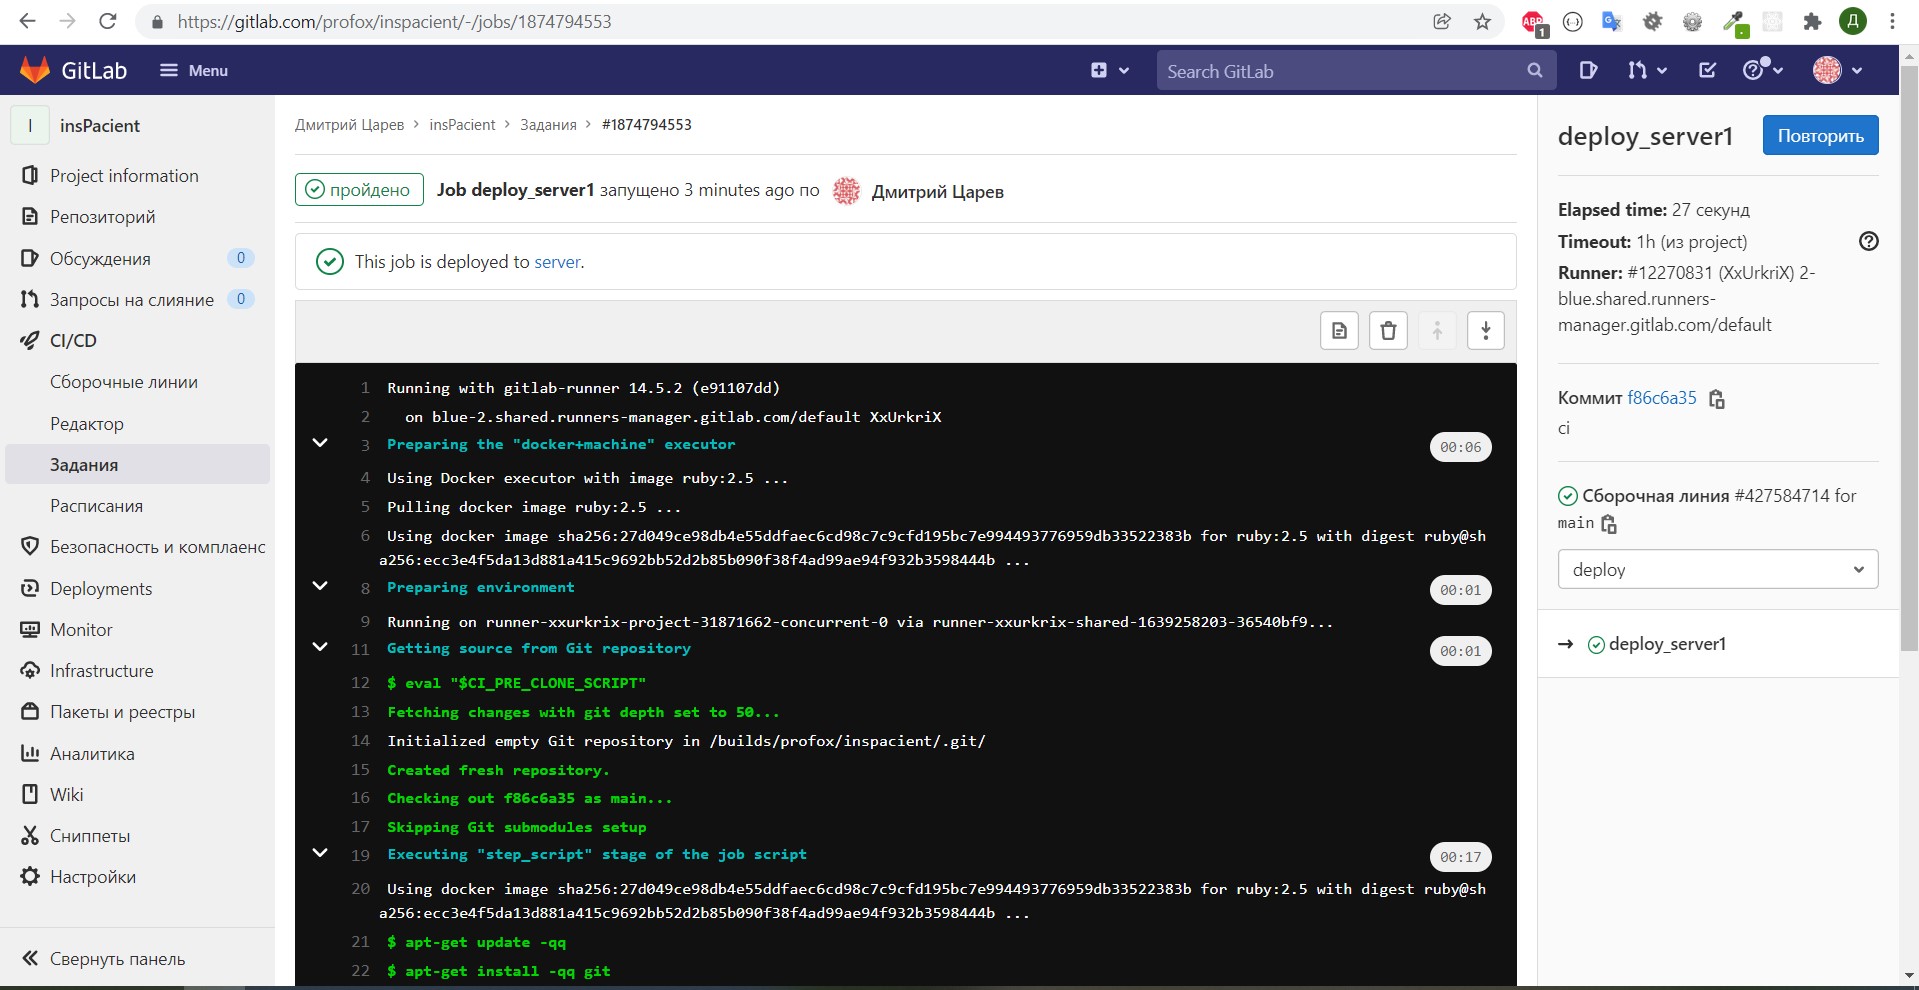 https://gitlab.com/profox/inspacient/-/jobs/1874794553
ABP
1
Д
GitLab
Menu
Search GitLab
I
insPacient
Project information
Репозиторий
Обсуждения
0
Запросы на слияние
0
CI/CD
Сборочные линии
Редактор
Задания
Расписания
Безопасность и комплаенс
Deployments
Monitor
Infrastructure
Пакеты и реестры
Аналитика
Wiki
Сниппеты
Настройки
Свернуть панель
Дмитрий Царев > insPacient > Задания > #1874794553
пройдено Job deploy_server1 запущено 3 minutes ago по Дмитрий Царев
This job is deployed to server.
1 Running with gitlab-runner 14.5.2 (e91107dd)
2 on blue-2.shared.runners-manager.gitlab.com/default XxUrkriX
3 Preparing the "docker+machine" executor 00:06
4 Using Docker executor with image ruby:2.5 ...
5 Pulling docker image ruby:2.5 ...
6 Using docker image sha256:27d049ce98db4e55ddfaec6cd98c7c9cfd195bc7e994493776959db33522383b for ruby:2.5 with digest ruby@sh
a256:ecc3e4f5da13d881a415c9692bb52d2b85b090f38f4ad99ae94f932b3598444b ...
8 Preparing environment 00:01
9 Running on runner-xxurkrix-project-31871662-concurrent-0 via runner-xxurkrix-shared-1639258203-36540bf9...
11 Getting source from Git repository 00:01
12 $ eval "$CI_PRE_CLONE_SCRIPT"
13 Fetching changes with git depth set to 50...
14 Initialized empty Git repository in /builds/profox/inspacient/.git/
15 Created fresh repository.
16 Checking out f86c6a35 as main...
17 Skipping Git submodules setup
19 Executing "step_script" stage of the job script 00:17
20 Using docker image sha256:27d049ce98db4e55ddfaec6cd98c7c9cfd195bc7e994493776959db33522383b for ruby:2.5 with digest ruby@sh
a256:ecc3e4f5da13d881a415c9692bb52d2b85b090f38f4ad99ae94f932b3598444b ...
21 $ apt-get update -qq
22 $ apt-get install -qq git
deploy_server1
Повторить
Elapsed time: 27 секунд
Timeout: 1h (из project)
Runner: #12270831 (XxUrkriX) 2-
blue.shared.runners-
manager.gitlab.com/default
Коммит f86c6a35
ci
Сборочная линия #427584714 for
main
deploy
→ deploy_server1